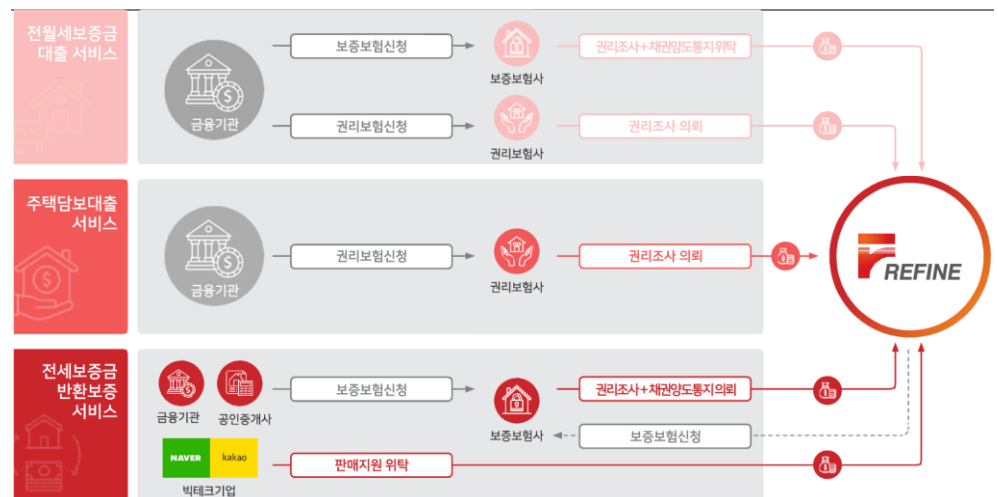 전월세보증금
대출 서비스
금융기관
보증보험신청
보증보험사
권리조사+채권양도통지위탁
권리보험신청
권리보험사
권리조사 의뢰
주택담보대출
서비스
금융기관
권리보험신청
권리보험사
권리조사 의뢰
REFINE
전세보증금
반환보증
서비스
금융기관
공인중개사
보증보험신청
보증보험사
권리조사+채권양도통지의뢰
보증보험신청
NAVER
kakao
빅테크기업
판매지원 위탁